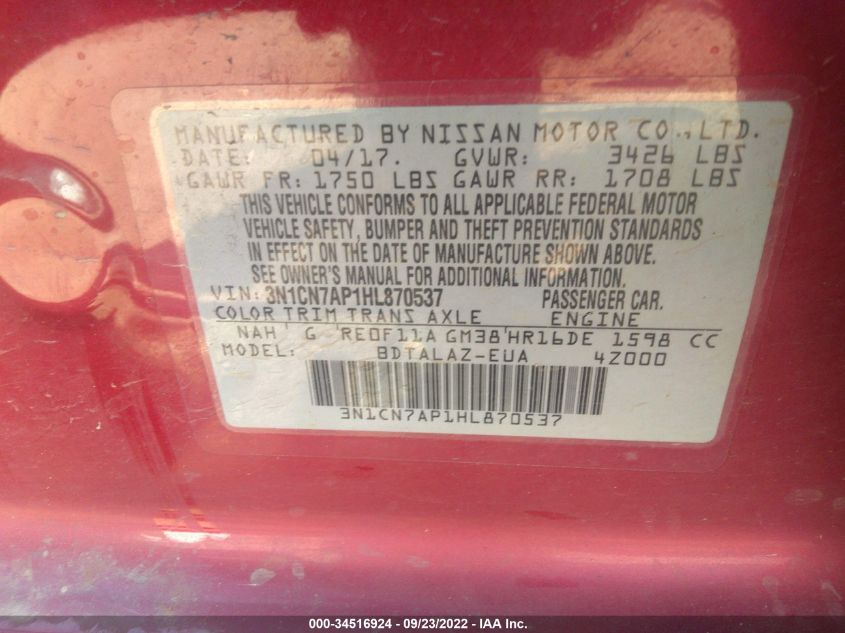 MANUFACTURED BY NISSAN MOTOR CO., LTD.
DATE: 04/17. GVWR: 3426 LBS
GAWR FR: 1750 LBS GAWR RR: 1708 LBS
THIS VEHICLE CONFORMS TO ALL APPLICABLE FEDERAL MOTOR
VEHICLE SAFETY, BUMPER AND THEFT PREVENTION STANDARDS
IN EFFECT ON THE DATE OF MANUFACTURE SHOWN ABOVE.
SEE OWNER'S MANUAL FOR ADDITIONAL INFORMATION.
VIN: 3N1CN7AP1HL870537 PASSENGER CAR.
COLOR TRIM TRANS AXLE ENGINE
NAH ' G 'RE0F11A GM38'HR16DE 1598 CC
MODEL: BDTALAZ-EUA 4Z000
3N1CN7AP1HL870537
000-34516924 - 09/23/2022 - IAA Inc.